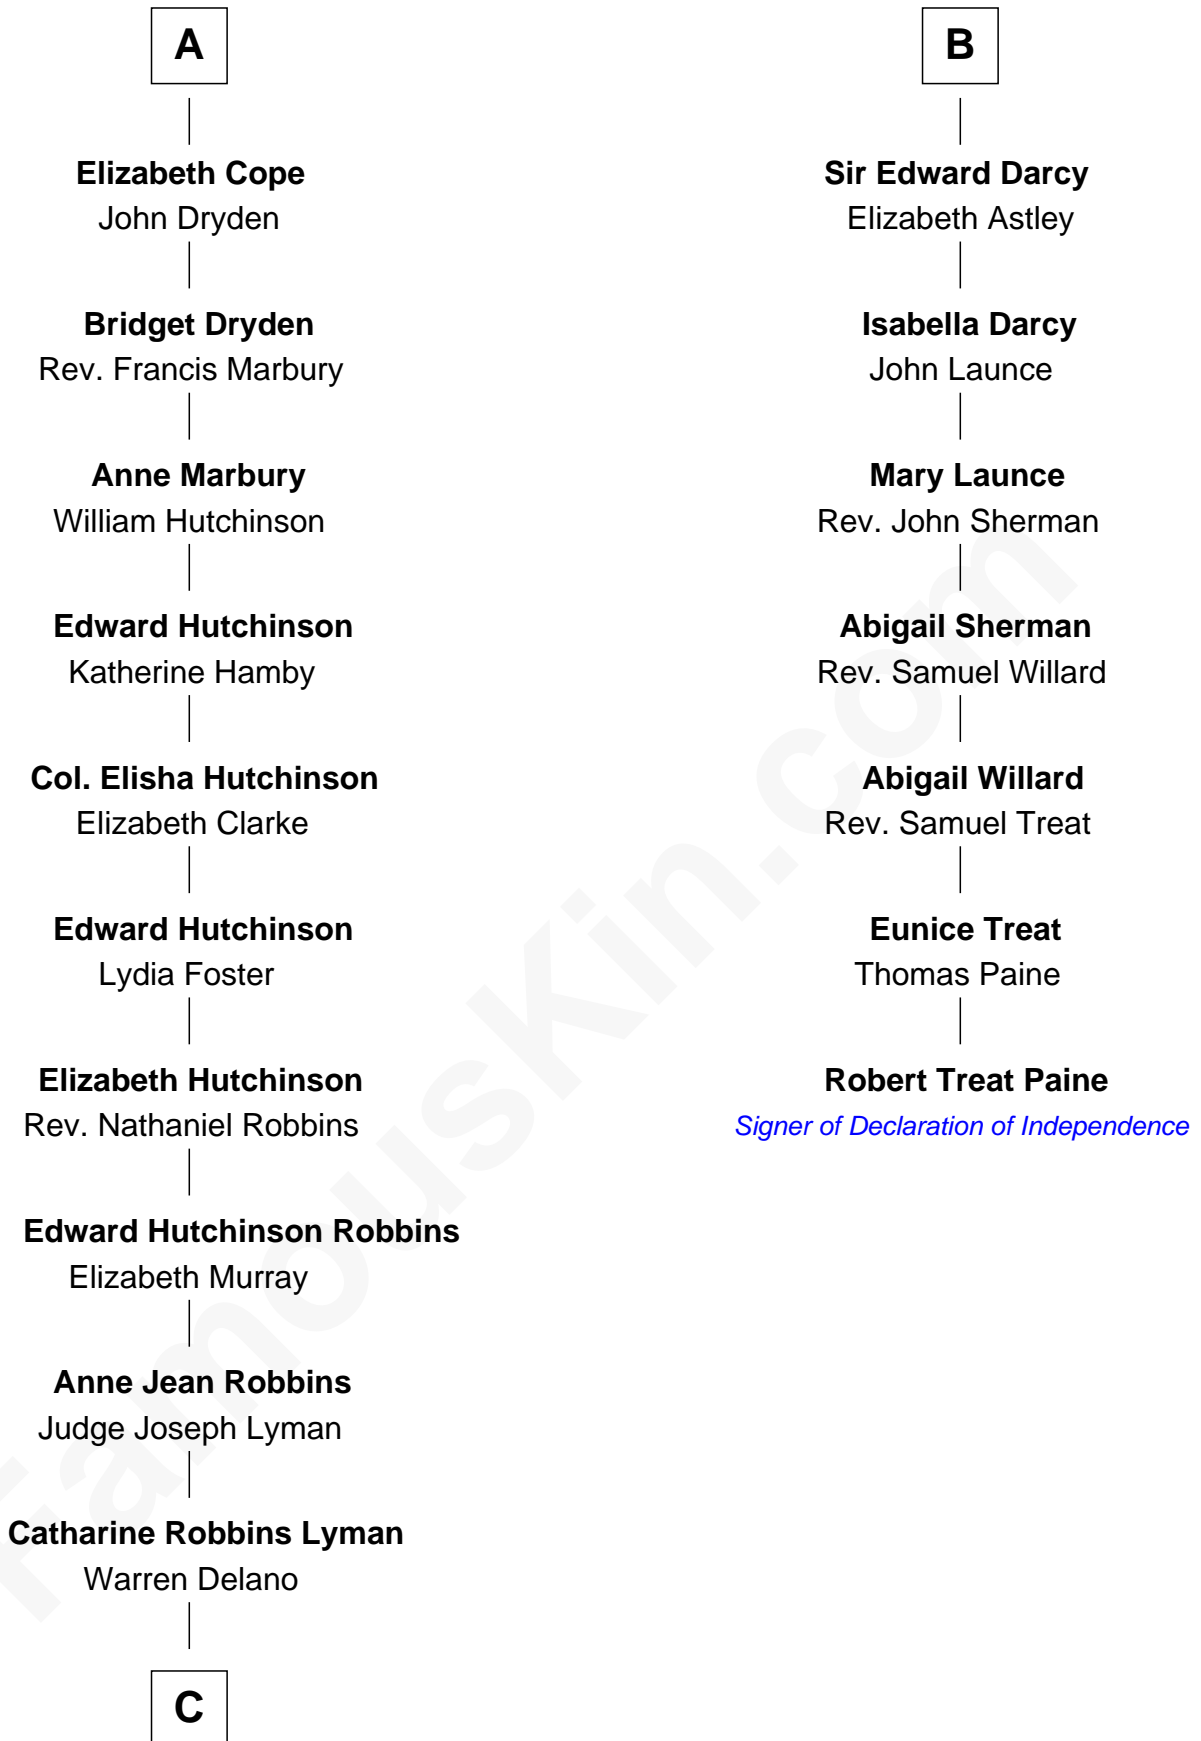 A
Elizabeth Cope
John Dryden
Bridget Dryden
Rev. Francis Marbury
Anne Marbury
William Hutchinson
Edward Hutchinson
Katherine Hamby
Col. Elisha Hutchinson
Elizabeth Clarke
Edward Hutchinson
Lydia Foster
Elizabeth Hutchinson
Rev. Nathaniel Robbins
Edward Hutchinson Robbins
Elizabeth Murray
Anne Jean Robbins
Judge Joseph Lyman
Catharine Robbins Lyman
Warren Delano
C
B
Sir Edward Darcy
Elizabeth Astley
Isabella Darcy
John Launce
Mary Launce
Rev. John Sherman
Abigail Sherman
Rev. Samuel Willard
Abigail Willard
Rev. Samuel Treat
Eunice Treat
Thomas Paine
Robert Treat Paine
Signer of Declaration of Independence
FamousKin.com